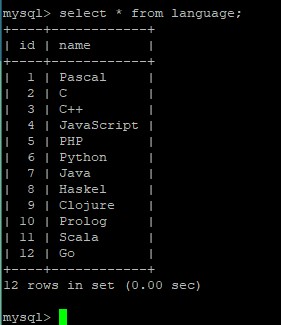 mysql> select * from language;
+----+------------+
| id | name       |
+----+------------+
|  1 | Pascal     |
|  2 | C          |
|  3 | C++        |
|  4 | JavaScript |
|  5 | PHP        |
|  6 | Python     |
|  7 | Java       |
|  8 | Haskel     |
|  9 | Clojure    |
| 10 | Prolog     |
| 11 | Scala      |
| 12 | Go         |
+----+------------+
12 rows in set (0.00 sec)
mysql>